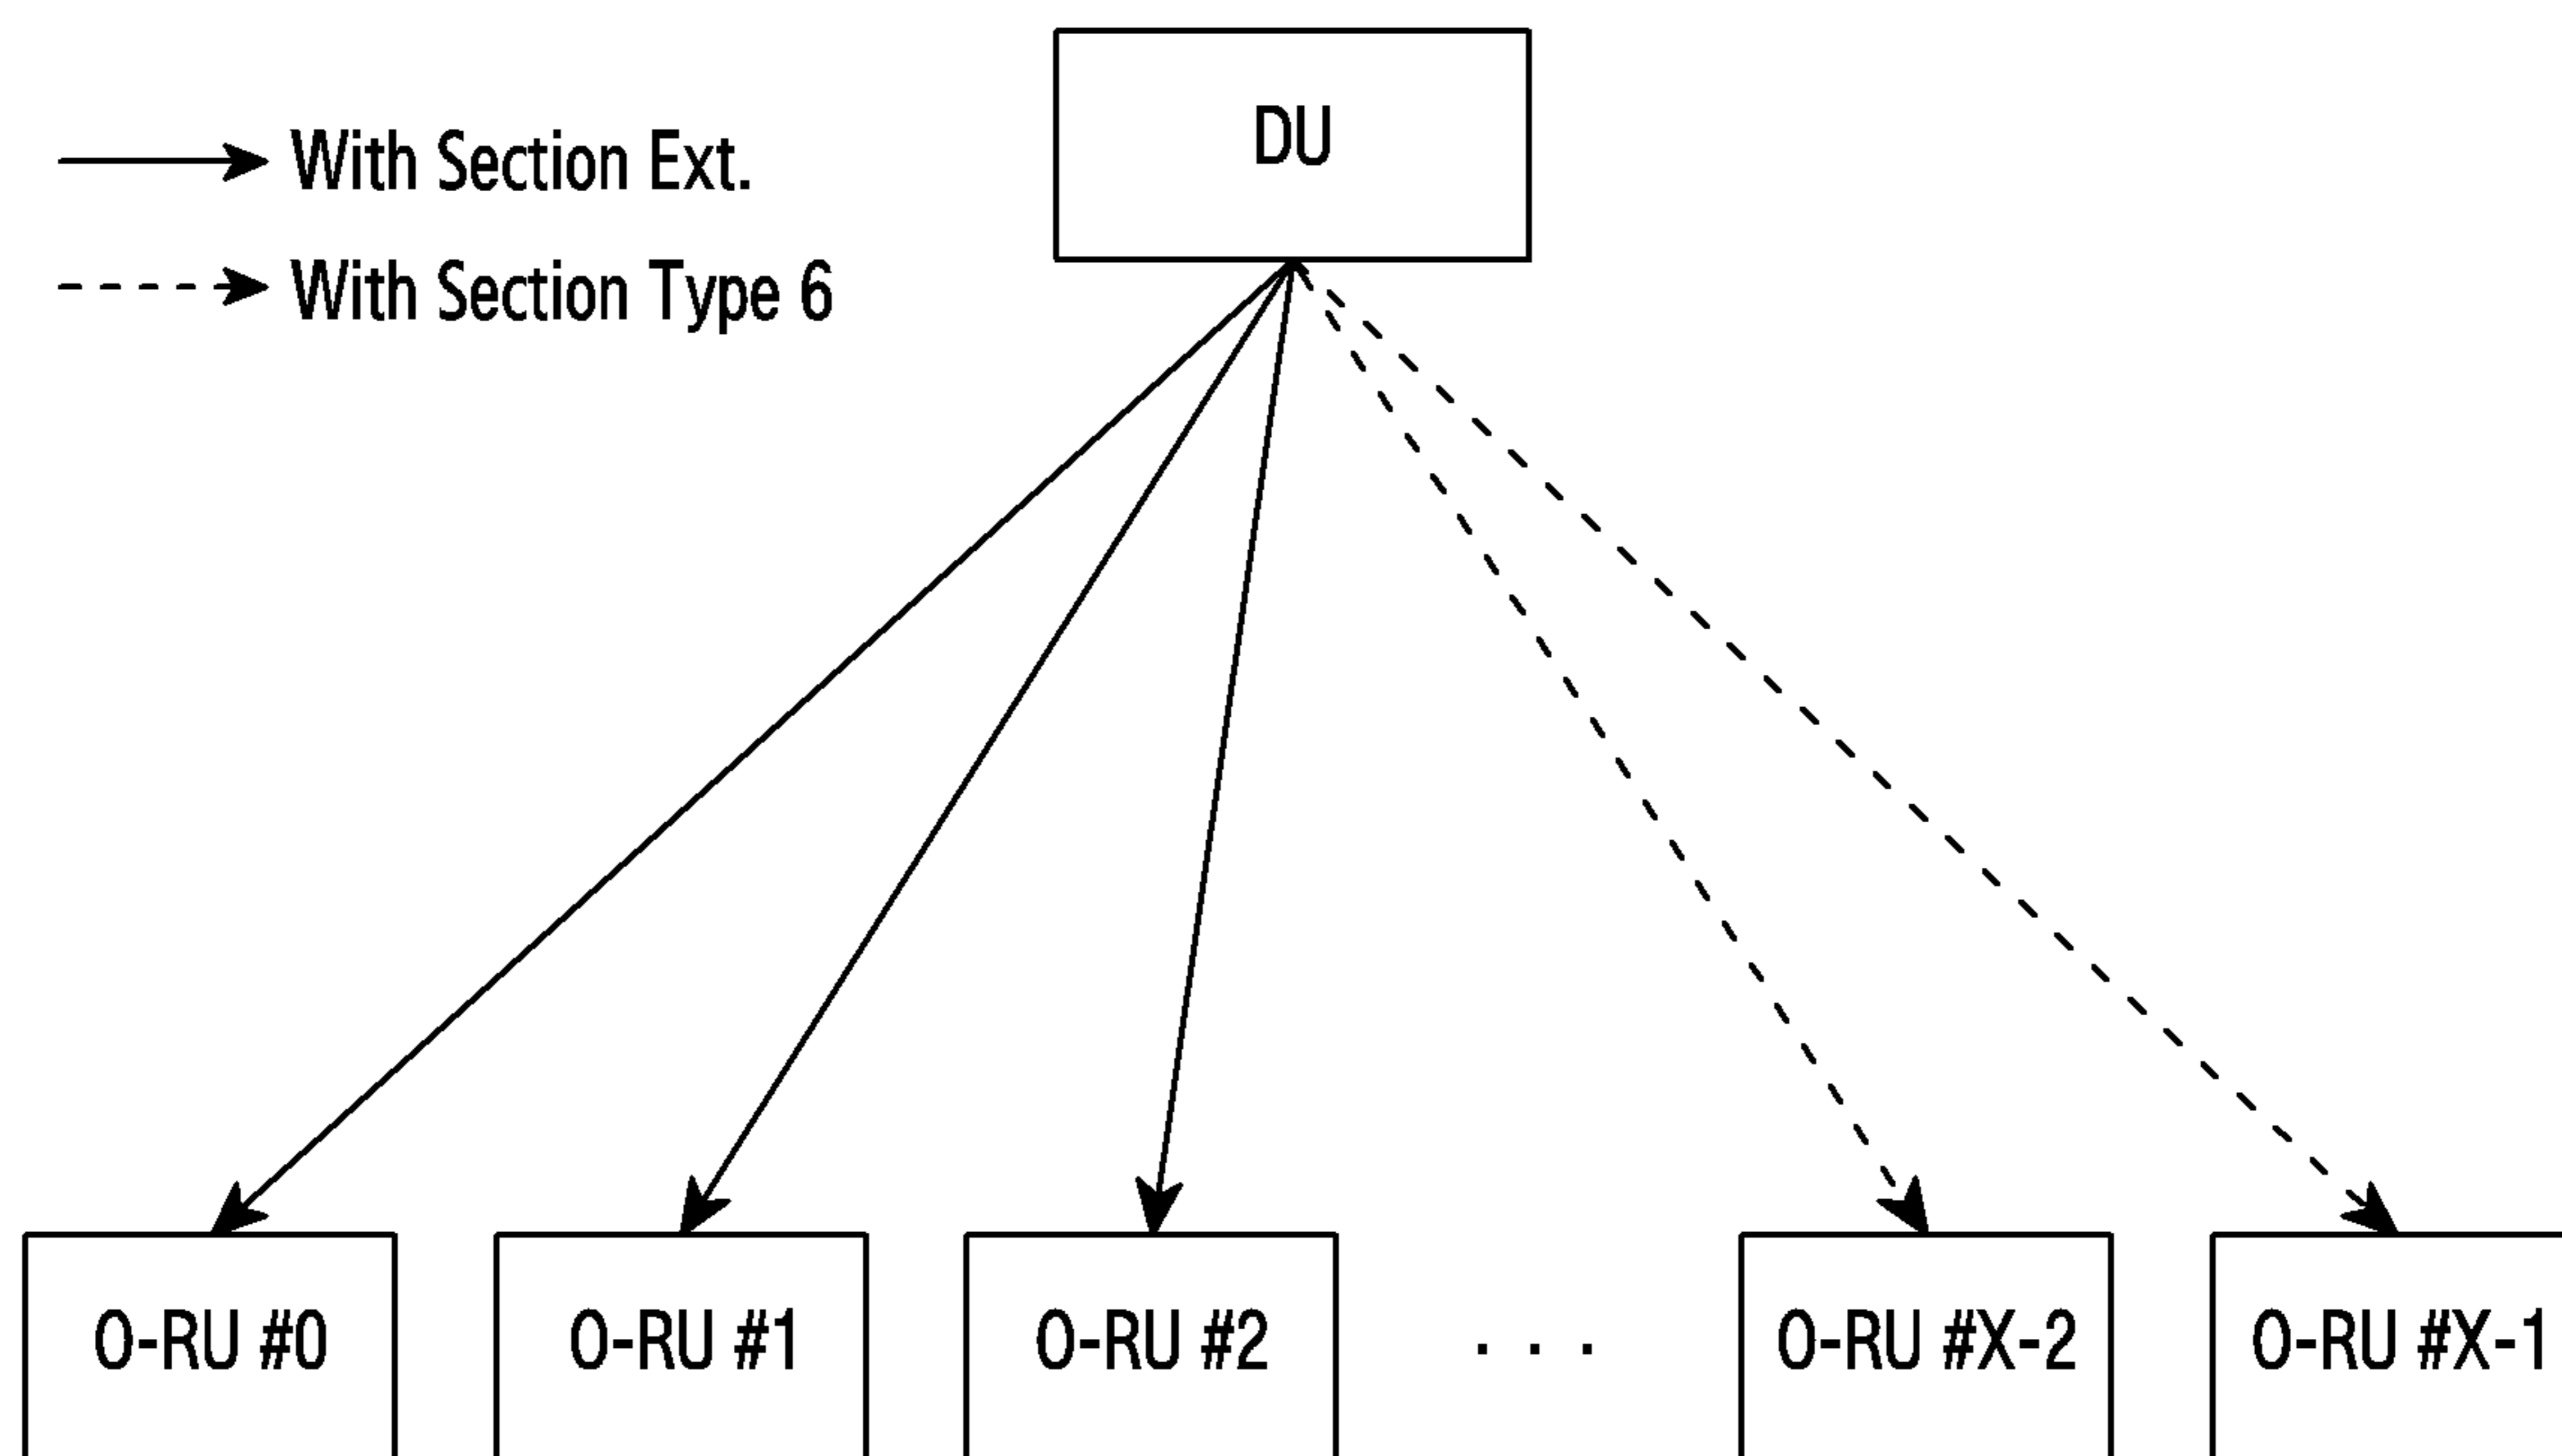 DU
With Section Ext.
With Section Type 6
O-RU #0
O-RU #1
O-RU #2
. . .
O-RU #X-2
O-RU #X-1